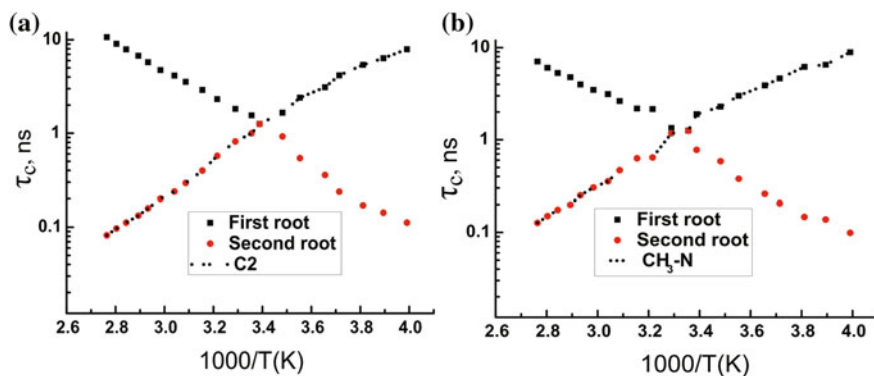 (a)
10
1
0.1
τc, ns
First root
Second root
C2
2.6 2.8 3.0 3.2 3.4 3.6 3.8 4.0
1000/T(K)
(b)
10
1
0.1
τc, ns
First root
Second root
CH₃-N
2.6 2.8 3.0 3.2 3.4 3.6 3.8 4.0
1000/T(K)